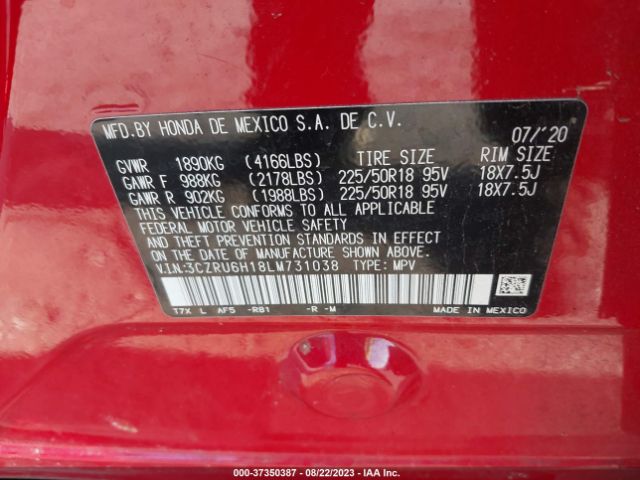 MFD.BY HONDA DE MEXICO S.A. DE C.V. 07/'20
GVWR 1890KG (4166LBS) TIRE SIZE RIM SIZE
GAWR F 988KG (2178LBS) 225/50R18 95V 18X7.5J
GAWR R 902KG (1988LBS) 225/50R18 95V 18X7.5J
THIS VEHICLE CONFORMS TO ALL APPLICABLE
FEDERAL MOTOR VEHICLE SAFETY, BUMPER,
AND THEFT PREVENTION STANDARDS IN EFFECT
ON THE DATE OF MANUFACTURE SHOWN ABOVE.
V.I.N:3CZRU6H18LM731038 TYPE: MPV
T7X L AF5 -RB1 -R -M MADE IN MEXICO
000-37350387 - 08/22/2023 - IAA Inc.